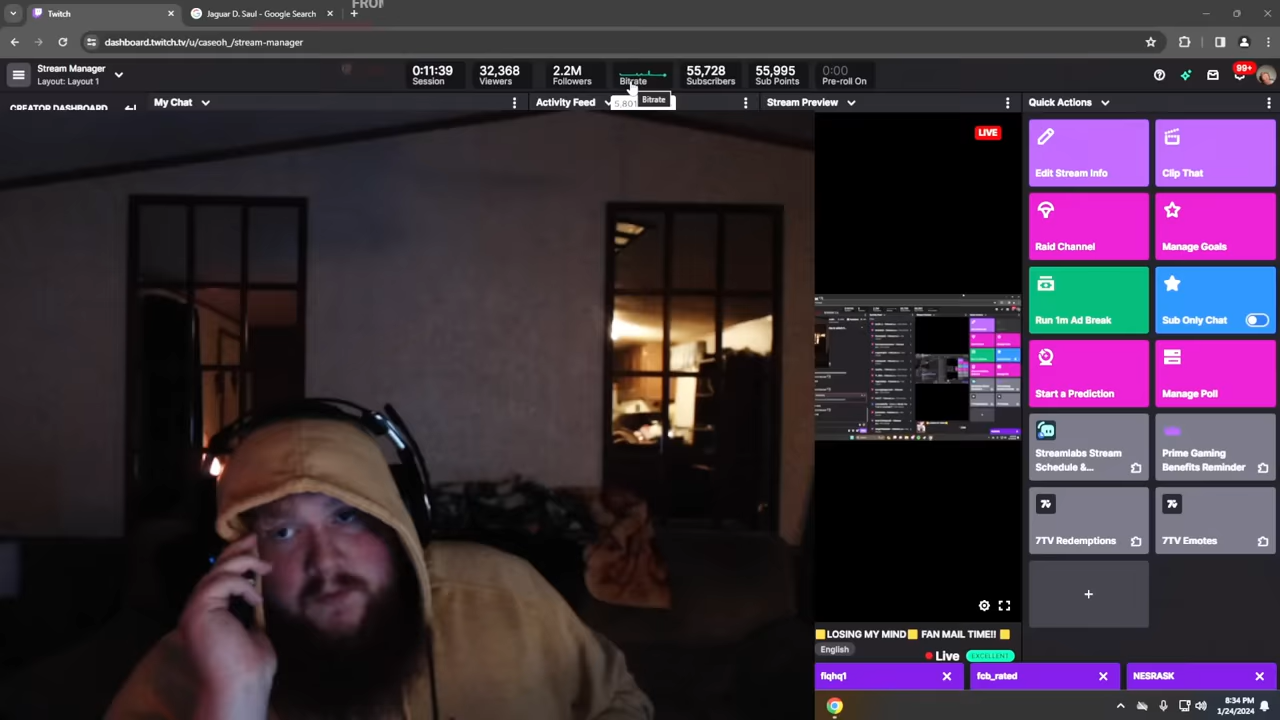 Twitch
Jaguar D. Saul - Google Search
FROM
dashboard.twitch.tv/u/caseoh_/stream-manager
Stream Manager
Layout: Layout 1
0:11:39
Session
32,368
Viewers
2.2M
Followers
Bitrate
55,728
Subscribers
55,995
Sub Points
0:00
Pre-roll On
99+
CREATOR DASHBOARD
My Chat
Activity Feed
5,801
Bitrate
Stream Preview
Quick Actions
LIVE
Edit Stream Info
Clip That
Raid Channel
Manage Goals
Run 1m Ad Break
Sub Only Chat
Start a Prediction
Manage Poll
Streamlabs Stream
Schedule &...
Prime Gaming
Benefits Reminder
7TV Redemptions
7TV Emotes
LOSING MY MIND FAN MAIL TIME!!
English
Live
EXCELLENT
fiqhq1
fcb_rated
NESRASK
8:34 PM
1/24/2024